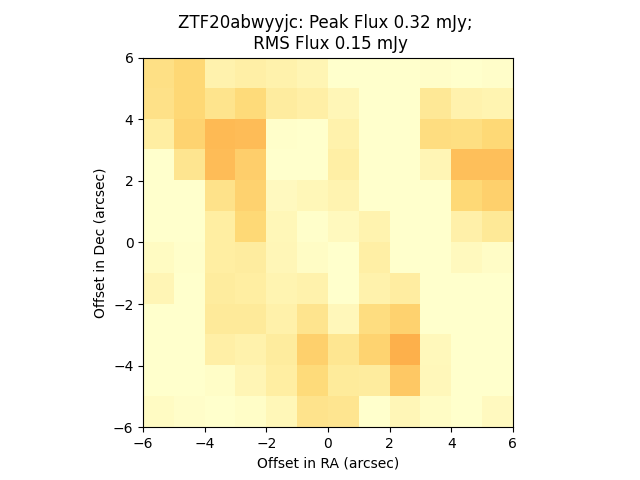 ZTF20abwyyjc: Peak Flux 0.32 mJy;
RMS Flux 0.15 mJy
6
4
2
0
−2
−4
−6
Offset in Dec (arcsec)
−6 −4 −2 0 2 4 6
Offset in RA (arcsec)